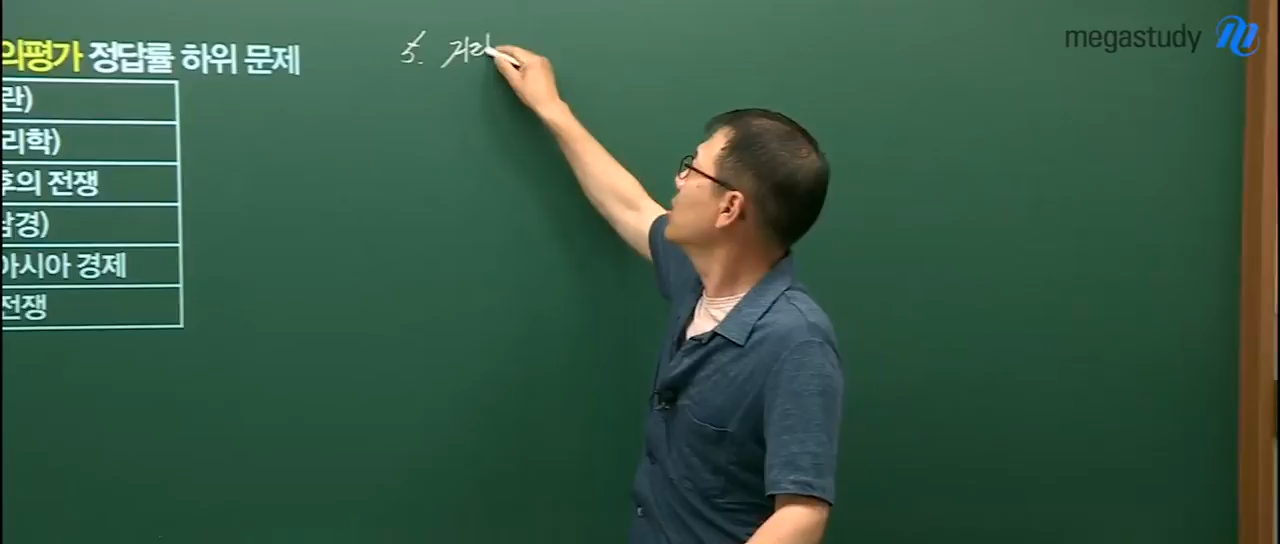 의평가 정답률 하위 문제
란)
리학)
후의 전쟁
남경)
아시아 경제
전쟁
5. 거란
megastudy